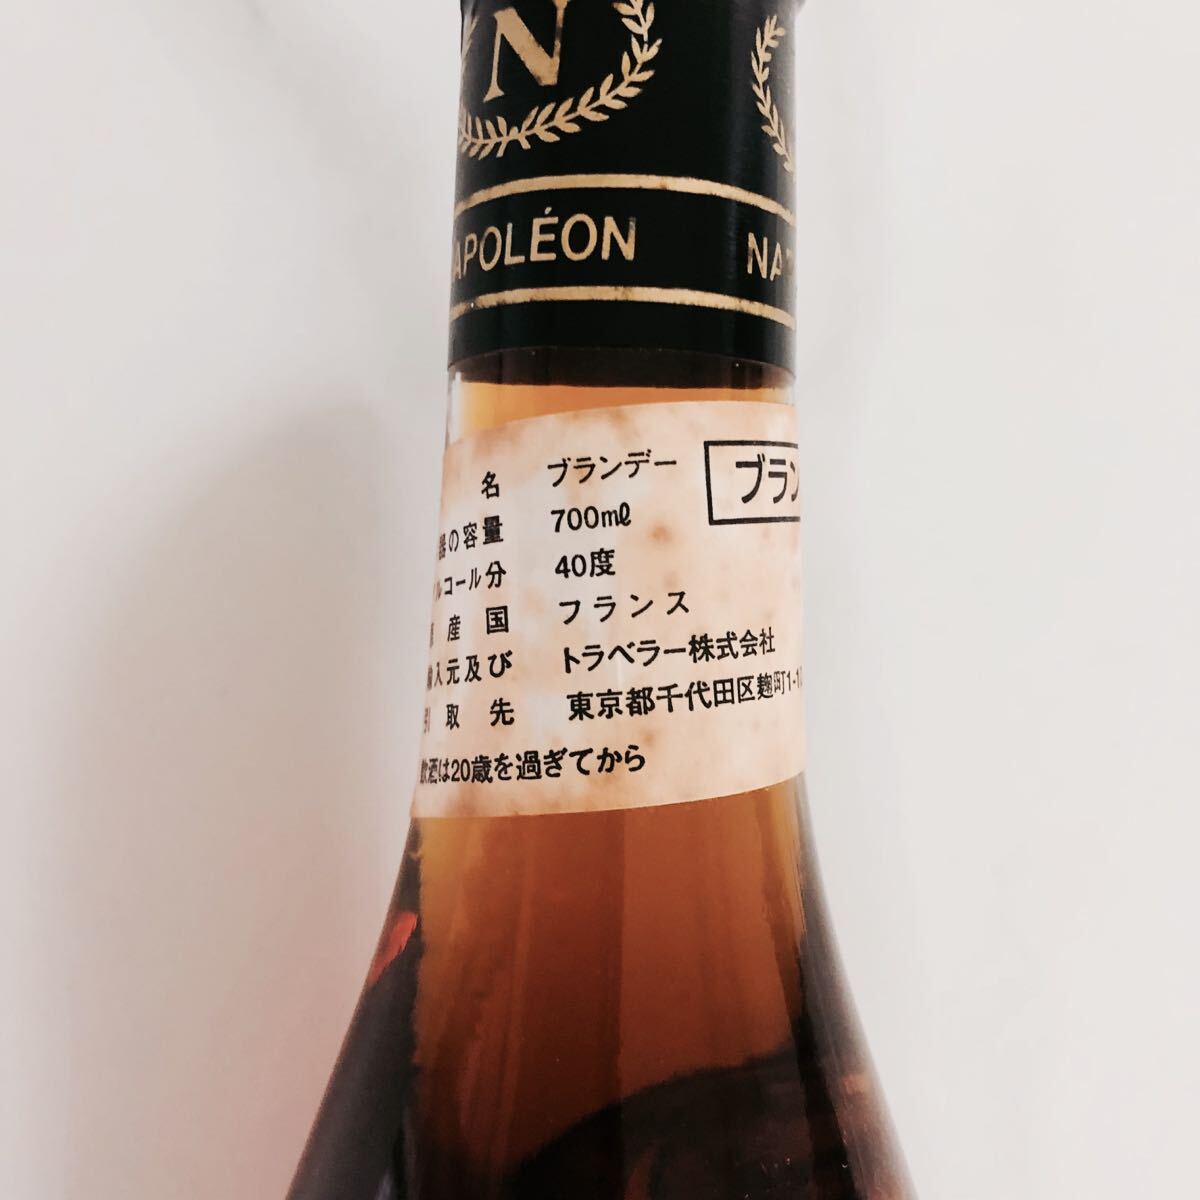 N
NAPOLÉON
名 ブランデー
器の容量 700mℓ
ルコール分 40度
産国 フランス
入元及び トラベラー株式会社
引取先 東京都千代田区麹町1-1
飲酒は20歳を過ぎてから
ブラン